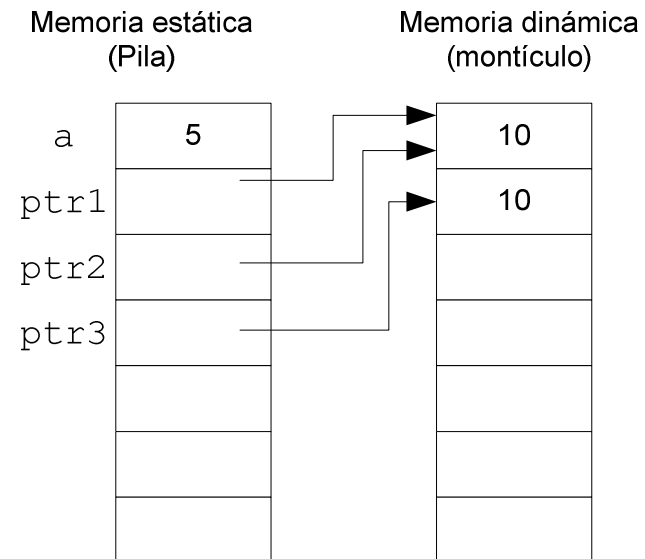 Memoria estática
(Pila)
Memoria dinámica
(montículo)
a
5
10
ptr1
10
ptr2
ptr3